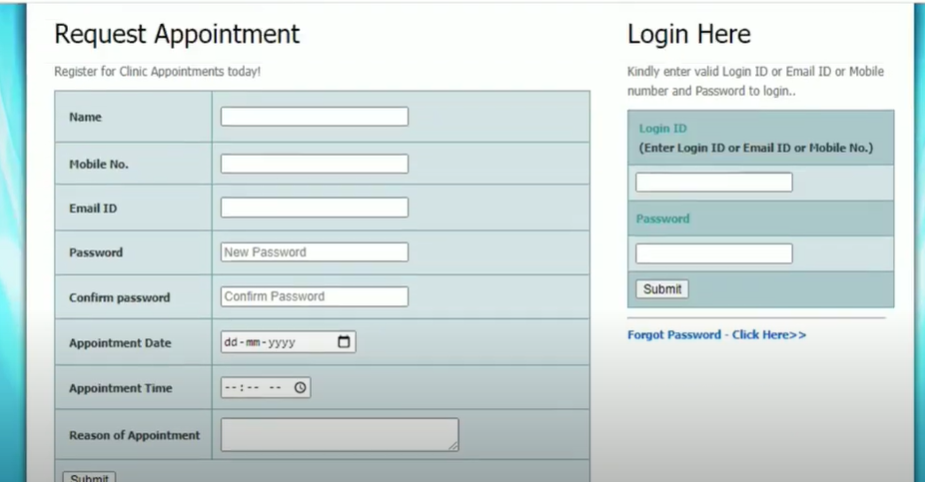 Request Appointment
Register for Clinic Appointments today!
Name
Mobile No.
Email ID
Password
New Password
Confirm password
Confirm Password
Appointment Date
dd-mm-yyyy
Appointment Time
--:-- --
Reason of Appointment
Submit
Login Here
Kindly enter valid Login ID or Email ID or Mobile
number and Password to login..
Login ID
(Enter Login ID or Email ID or Mobile No.)
Password
Submit
Forgot Password - Click Here>>